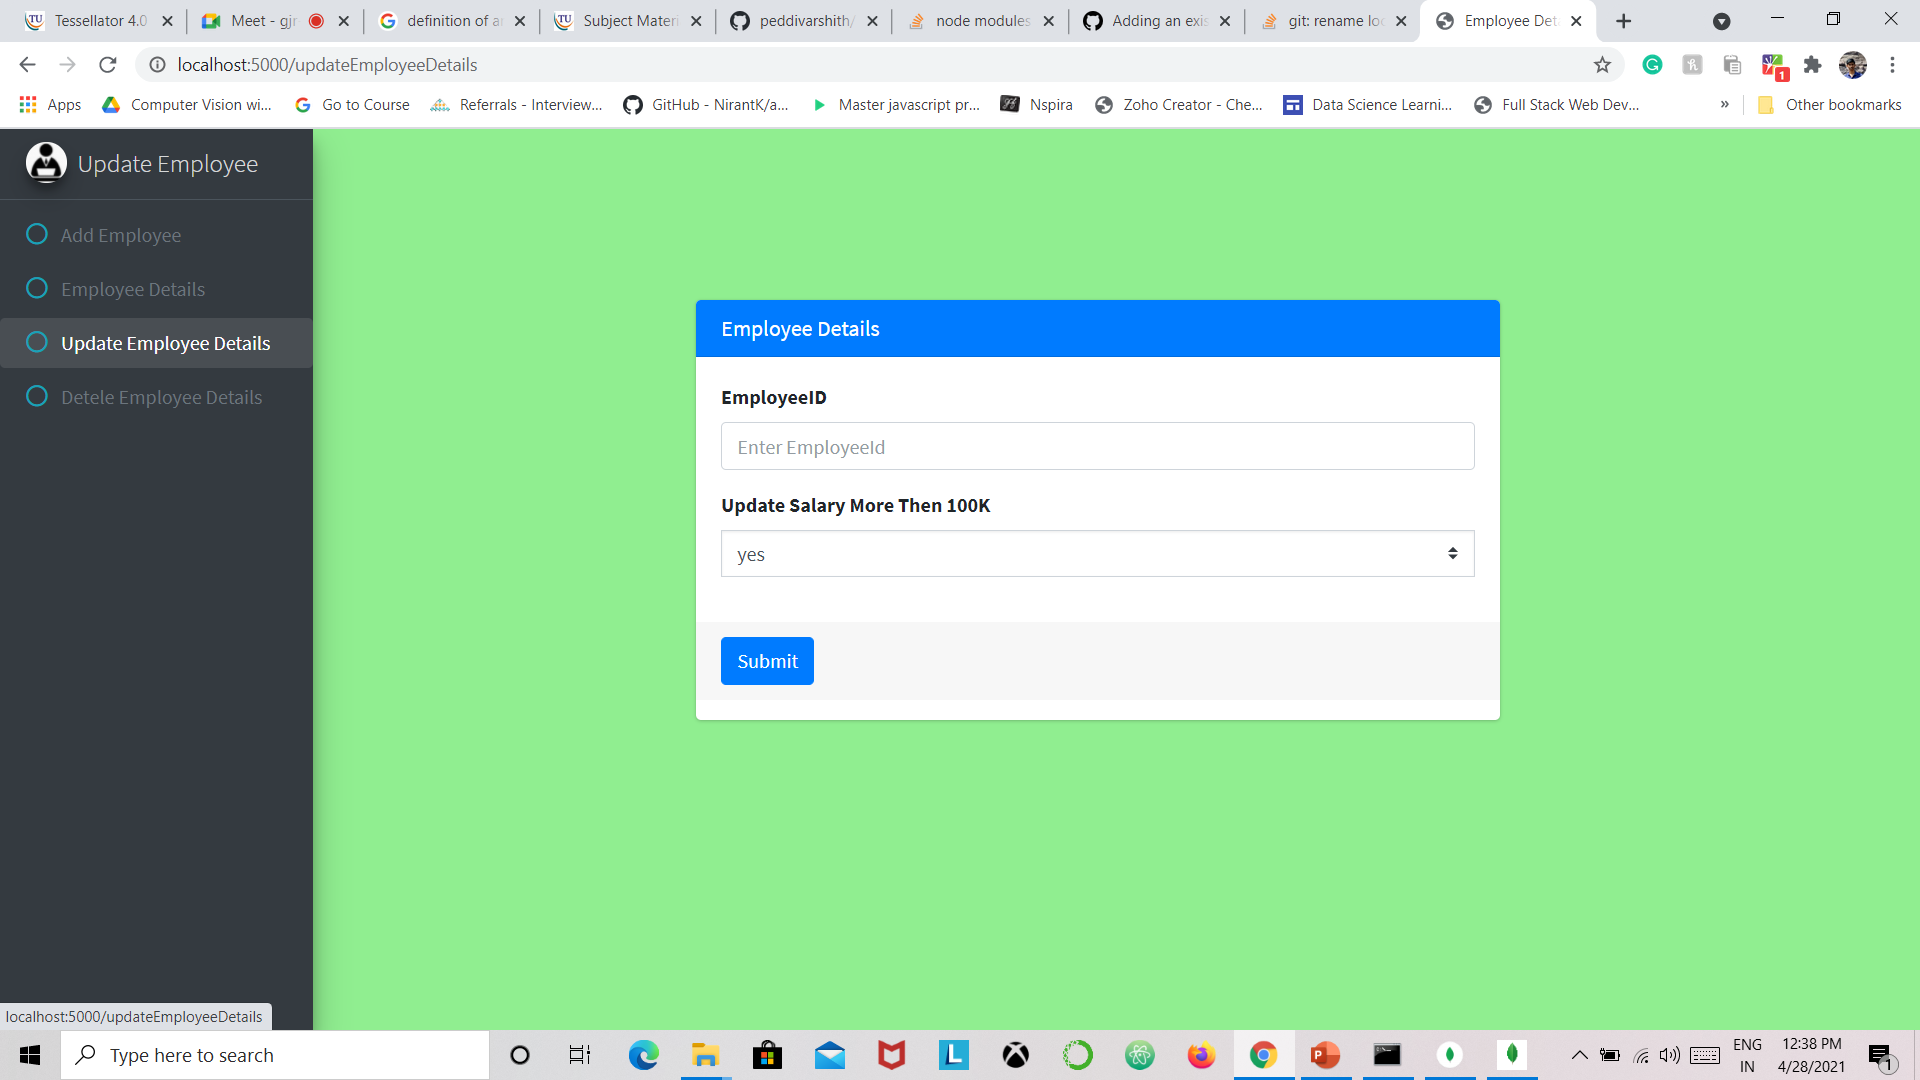 Tessellator 4.0
Meet - gjr
definition of a
Subject Materi
peddivarshith/
node modules
Adding an exis
git: rename loc
Employee Det
localhost:5000/updateEmployeeDetails
1
Apps
Computer Vision wi...
Go to Course
Referrals - Interview...
GitHub - NirantK/a...
Master javascript pr...
Nspira
Zoho Creator - Che...
Data Science Learni...
Full Stack Web Dev...
»
Other bookmarks
Update Employee
Add Employee
Employee Details
Update Employee Details
Detele Employee Details
Employee Details
EmployeeID
Enter EmployeeId
Update Salary More Then 100K
yes
Submit
localhost:5000/updateEmployeeDetails
Type here to search
ENG
IN
12:38 PM
4/28/2021
1